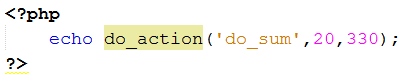 <?php
    echo do_action('do_sum',20,330);
?>